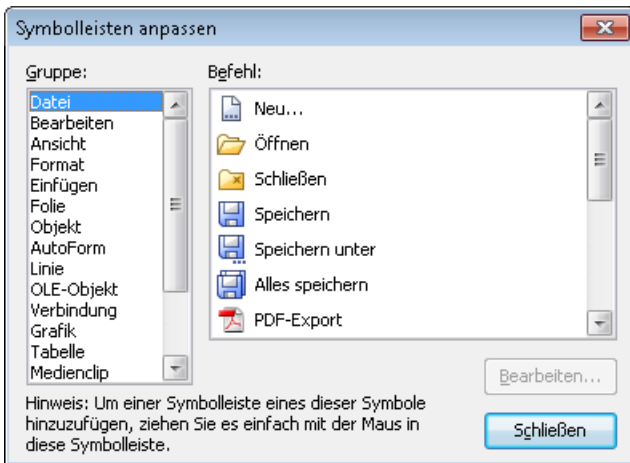 Symbolleisten anpassen
Gruppe:
Datei
Bearbeiten
Ansicht
Format
Einfügen
Folie
Objekt
AutoForm
Linie
OLE-Objekt
Verbindung
Grafik
Tabelle
Medienclip
Befehl:
Neu...
Öffnen
Schließen
Speichern
Speichern unter
Alles speichern
PDF-Export
Bearbeiten...
Hinweis: Um einer Symbolleiste eines dieser Symbole
hinzuzufügen, ziehen Sie es einfach mit der Maus in
diese Symbolleiste.
Schließen